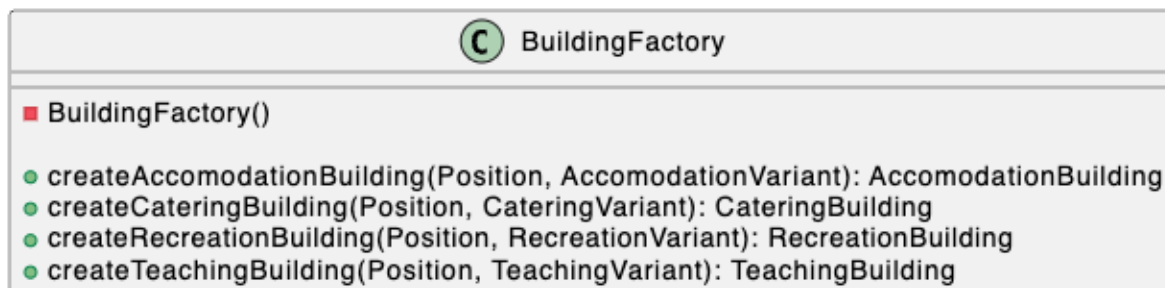 C BuildingFactory
BuildingFactory()
createAccomodationBuilding(Position, AccomodationVariant): AccomodationBuilding
createCateringBuilding(Position, CateringVariant): CateringBuilding
createRecreationBuilding(Position, RecreationVariant): RecreationBuilding
createTeachingBuilding(Position, TeachingVariant): TeachingBuilding